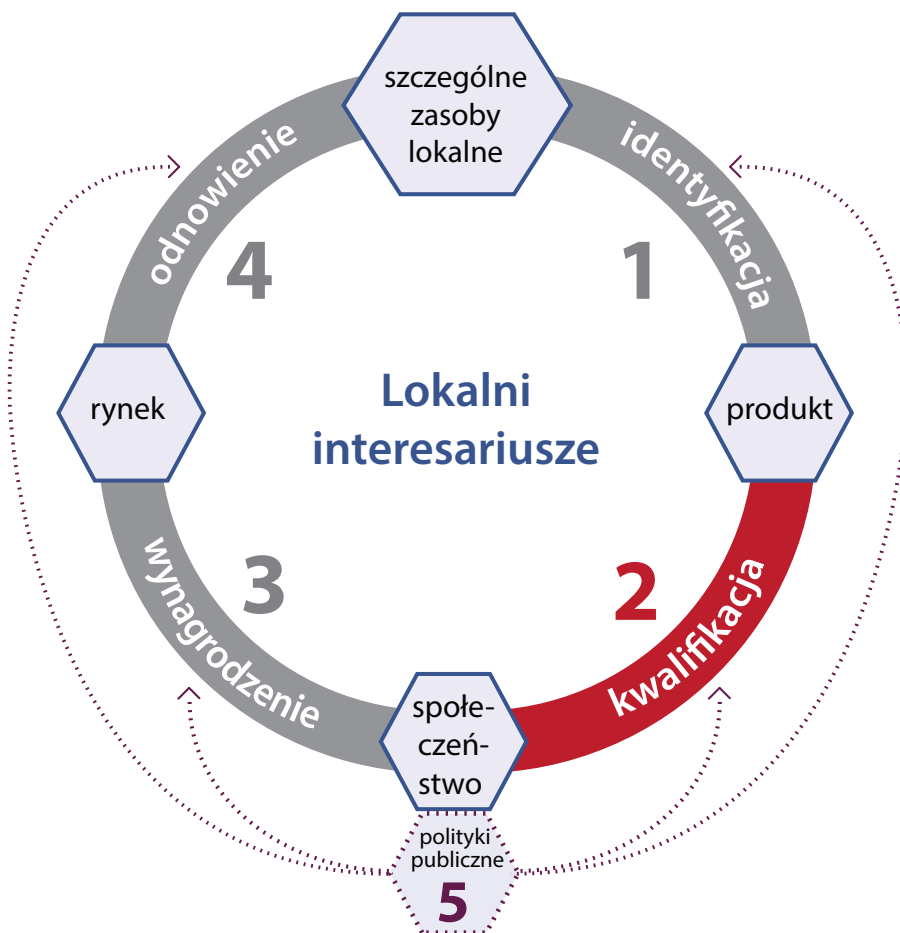 szczególne
zasoby
lokalne
identyfikacja
1
produkt
kwalifikacja
2
społe-
czeń-
stwo
wynagrodzenie
3
rynek
odnowienie
4
Lokalni
interesariusze
polityki
publiczne
5